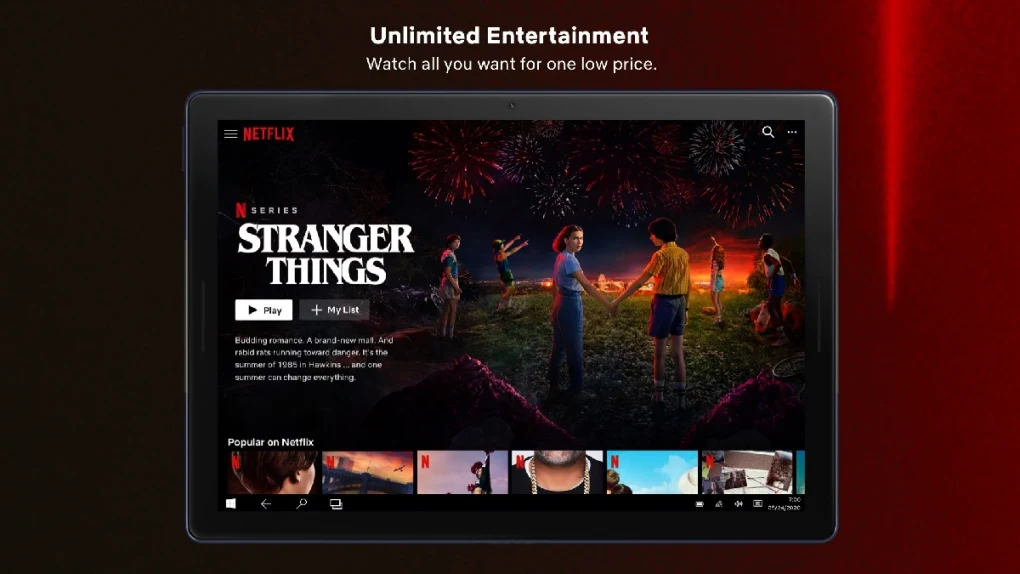 Unlimited Entertainment
Watch all you want for one low price.
NETFLIX
N SERIES
STRANGER
THINGS
Play
My List
Budding romance. A brand-new mall. And
rabid rats running toward danger. It's the
summer of 1985 in Hawkins ... and one
summer can change everything.
Popular on Netflix
N
N
N
N
N
N
7:00
05/24/2020